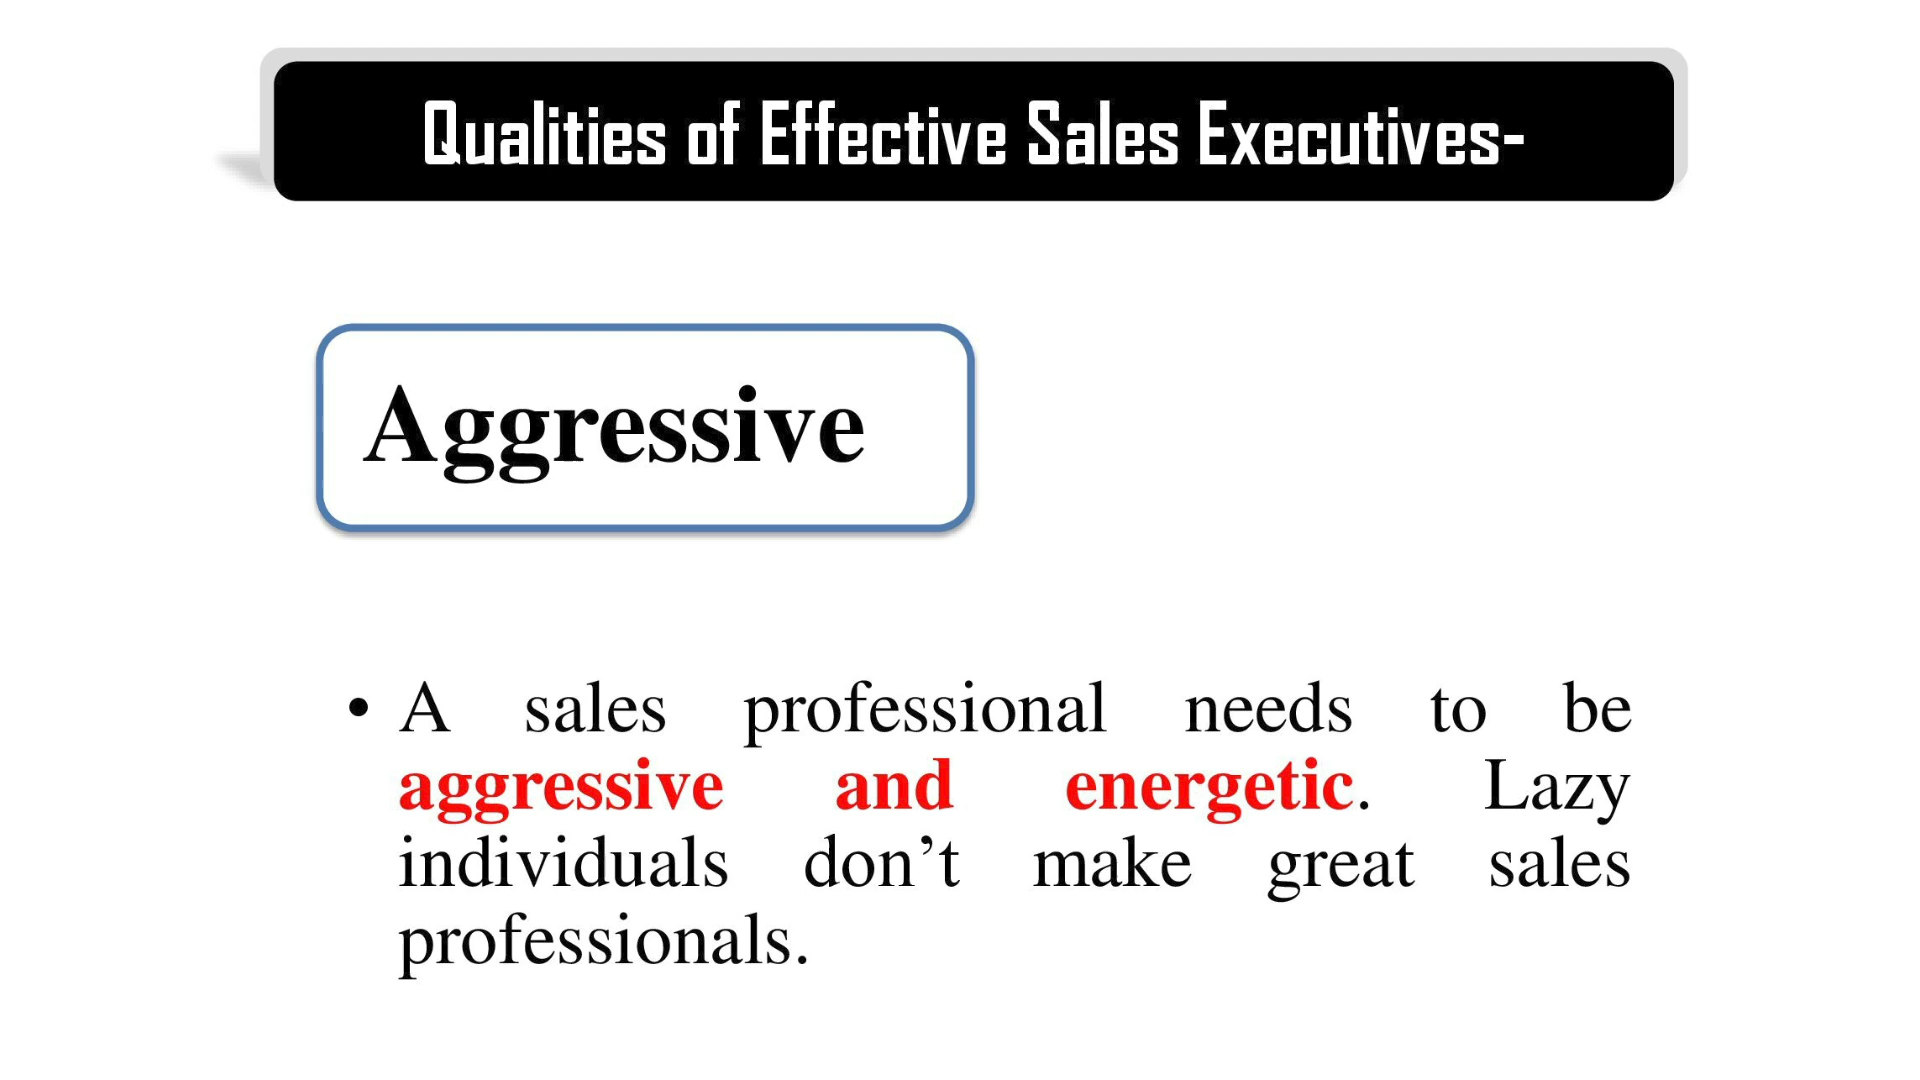 Qualities of Effective Sales Executives-
Aggressive
• A sales professional needs to be
aggressive and energetic. Lazy
individuals don’t make great sales
professionals.